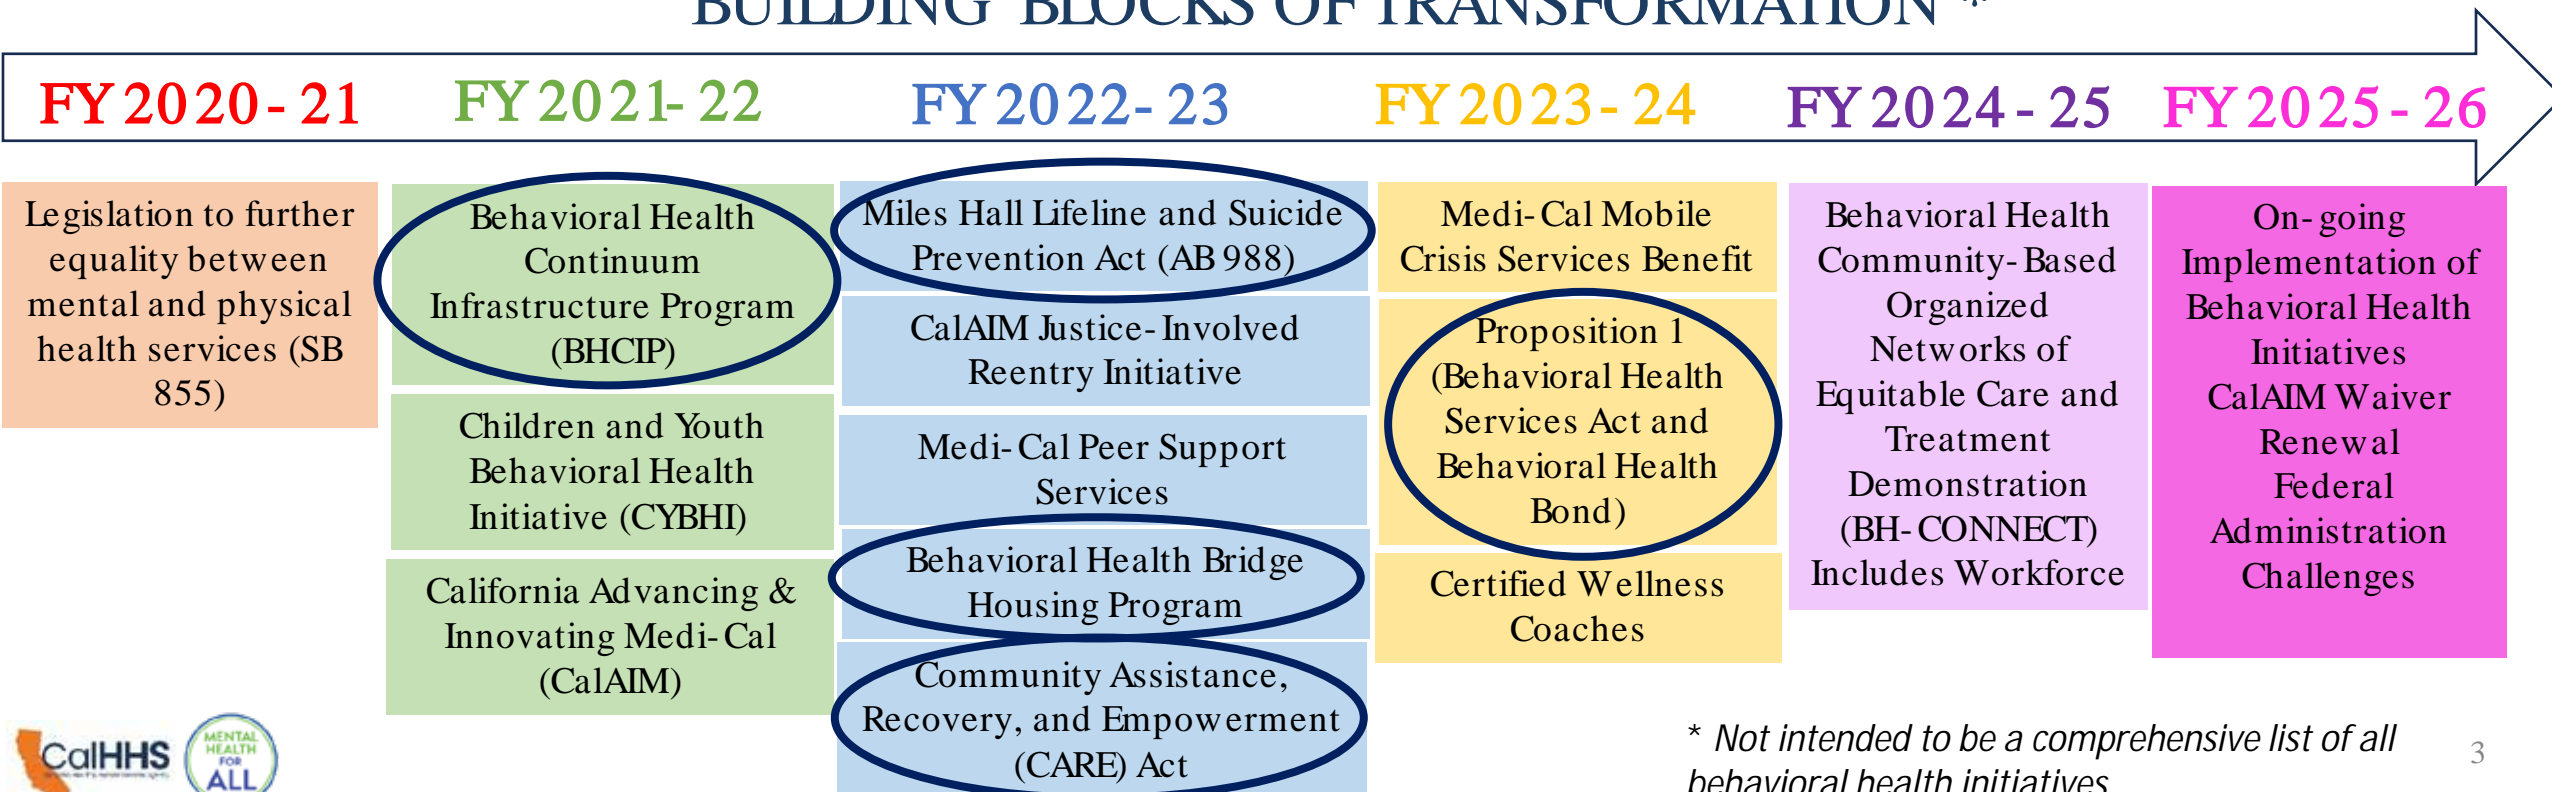 BUILDING BLOCKS OF TRANSFORMATION *
FY 2020-21
FY 2021-22
FY 2022-23
FY 2023-24
FY 2024-25
FY 2025-26
Legislation to further
equality between
mental and physical
health services (SB
855)
Behavioral Health
Continuum
Infrastructure Program
(BHCIP)
Children and Youth
Behavioral Health
Initiative (CYBHI)
California Advancing &
Innovating Medi-Cal
(CalAIM)
Miles Hall Lifeline and Suicide
Prevention Act (AB 988)
CalAIM Justice-Involved
Reentry Initiative
Medi-Cal Peer Support
Services
Behavioral Health Bridge
Housing Program
Community Assistance,
Recovery, and Empowerment
(CARE) Act
Medi-Cal Mobile
Crisis Services Benefit
Proposition 1
(Behavioral Health
Services Act and
Behavioral Health
Bond)
Certified Wellness
Coaches
Behavioral Health
Community-Based
Organized
Networks of
Equitable Care and
Treatment
Demonstration
(BH-CONNECT)
Includes Workforce
On-going
Implementation of
Behavioral Health
Initiatives
CalAIM Waiver
Renewal
Federal
Administration
Challenges
CalHHS
MENTAL
HEALTH
FOR
ALL
* Not intended to be a comprehensive list of all
behavioral health initiatives
3